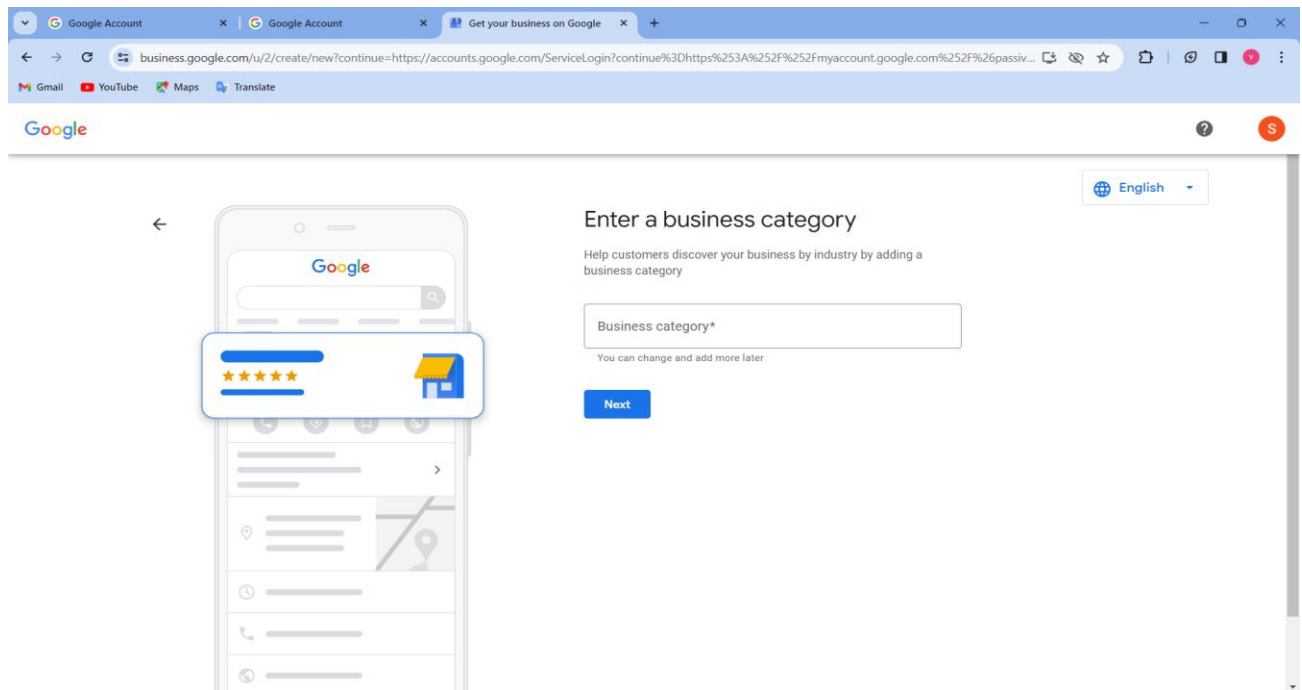 Google Account
Google Account
Get your business on Google
business.google.com/u/2/create/new?continue=https://accounts.google.com/ServiceLogin?continue%3Dhttps%253A%252F%252Fmyaccount.google.com%252F%26passiv...
V
Gmail
YouTube
Maps
Translate
Google
S
English
Google
Enter a business category
Help customers discover your business by industry by adding a
business category
Business category*
You can change and add more later
Next